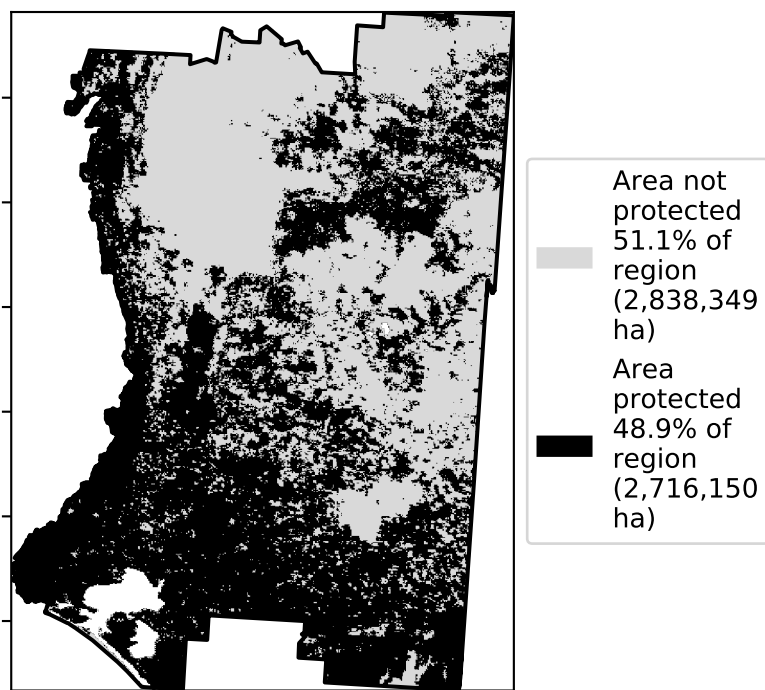 Area not
protected
51.1% of
region
(2,838,349
ha)
Area
protected
48.9% of
region
(2,716,150
ha)